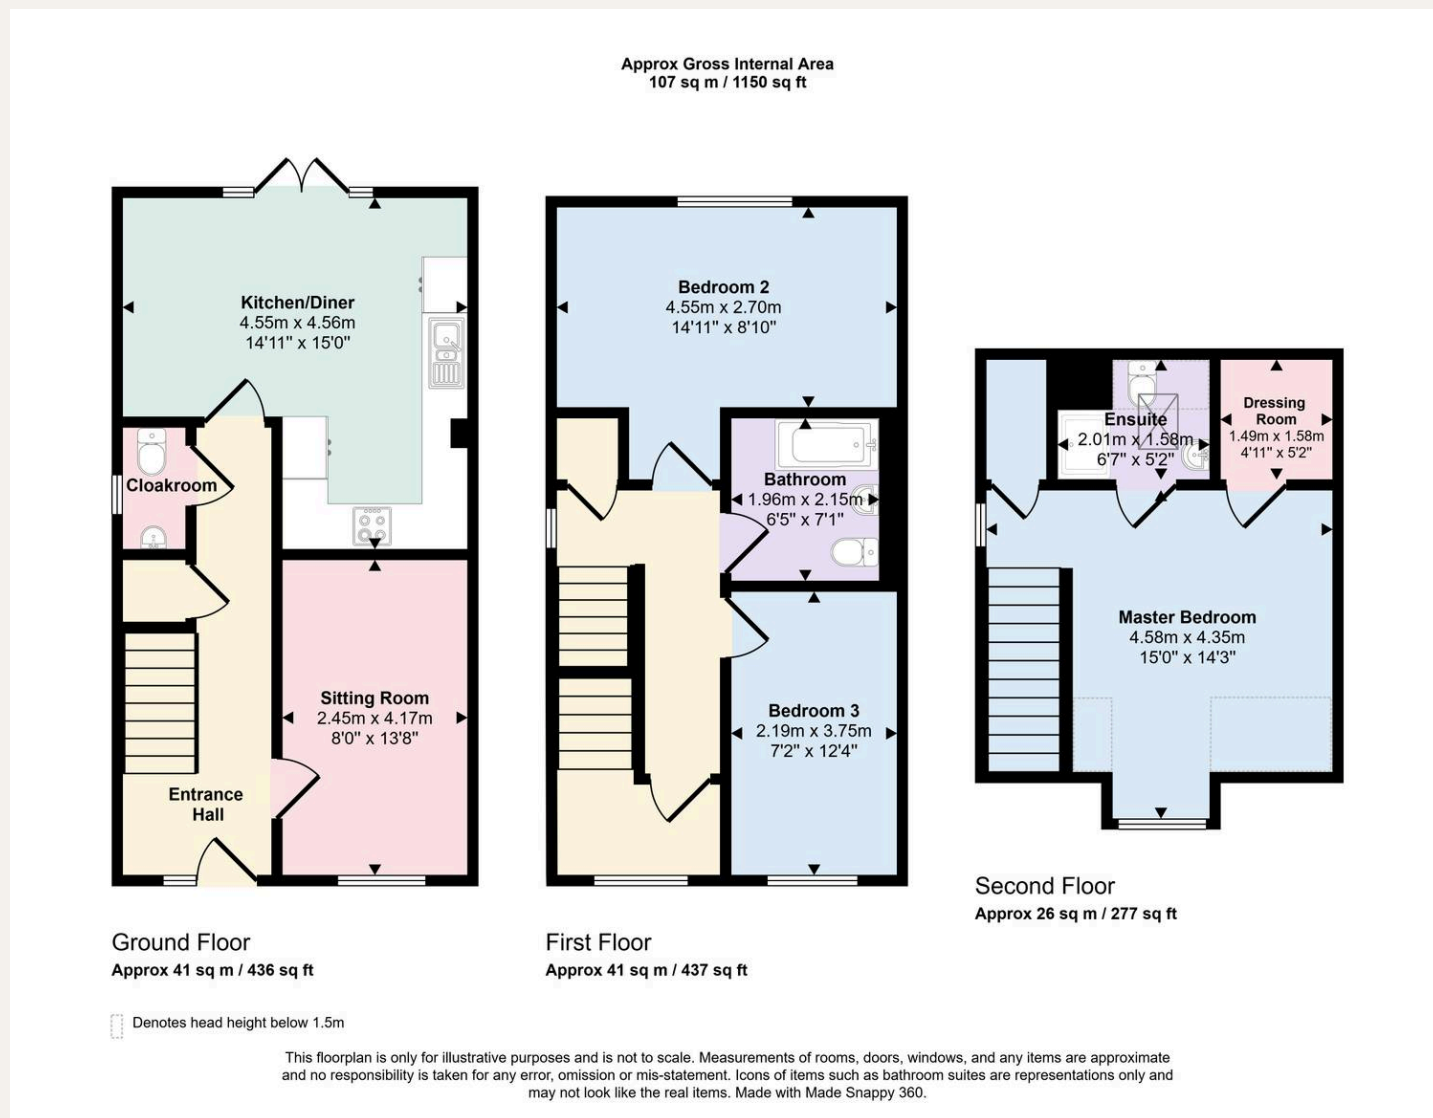 Approx Gross Internal Area
107 sq m / 1150 sq ft
Kitchen/Diner
4.55m x 4.56m
14'11" x 15'0"
Cloakroom
Sitting Room
2.45m x 4.17m
8'0" x 13'8"
Entrance
Hall
Ground Floor
Approx 41 sq m / 436 sq ft
Bedroom 2
4.55m x 2.70m
14'11" x 8'10"
Bathroom
1.96m x 2.15m
6'5" x 7'1"
Bedroom 3
2.19m x 3.75m
7'2" x 12'4"
First Floor
Approx 41 sq m / 437 sq ft
Ensuite
2.01m x 1.58m
6'7" x 5'2"
Dressing
Room
1.49m x 1.58m
4'11" x 5'2"
Master Bedroom
4.58m x 4.35m
15'0" x 14'3"
Second Floor
Approx 26 sq m / 277 sq ft
Denotes head height below 1.5m
This floorplan is only for illustrative purposes and is not to scale. Measurements of rooms, doors, windows, and any items are approximate
and no responsibility is taken for any error, omission or mis-statement. Icons of items such as bathroom suites are representations only and
may not look like the real items. Made with Made Snappy 360.